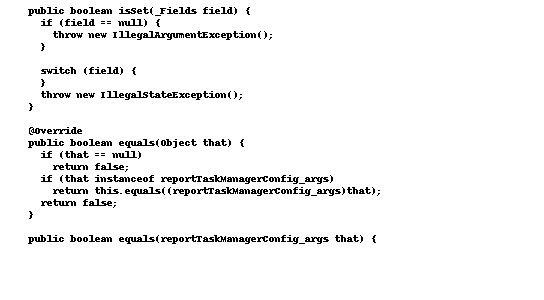 public boolean isSet(_Fields field) {
  if (field == null) {
    throw new IllegalArgumentException();
  }

  switch (field) {
  }
  throw new IllegalStateException();
}

@Override
public boolean equals(Object that) {
  if (that == null)
    return false;
  if (that instanceof reportTaskManagerConfig_args)
    return this.equals((reportTaskManagerConfig_args)that);
  return false;
}

public boolean equals(reportTaskManagerConfig_args that) {